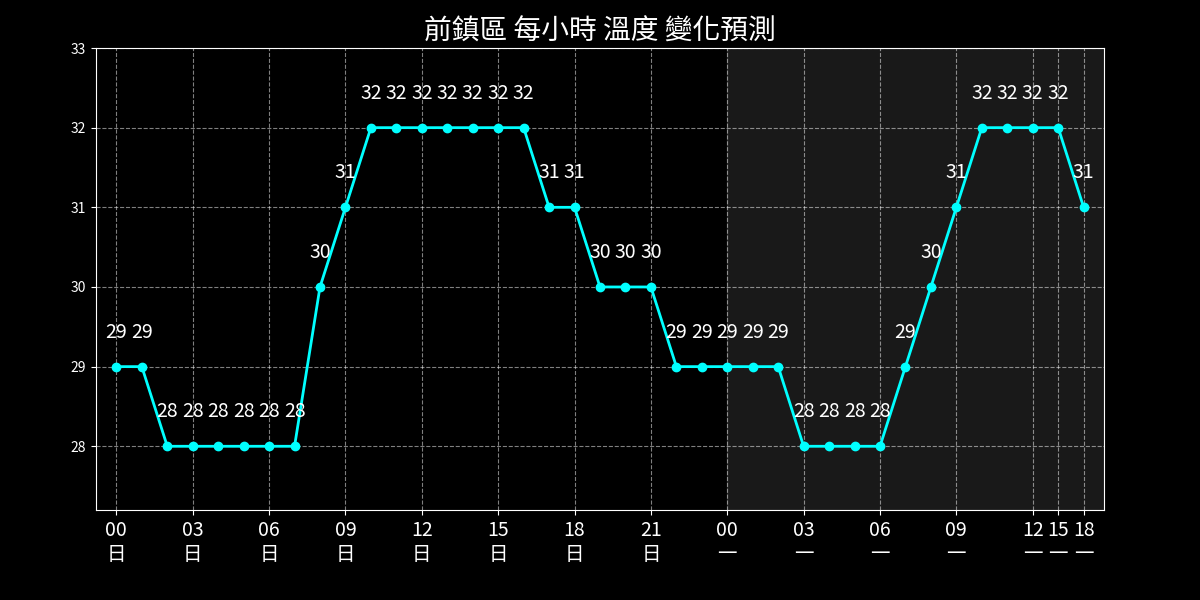 前鎮區 每小時 溫度 變化預測
33
32 32 32 32 32 32 32 32 32 32 32
32
31 31 31 31 31
31
30 30 30 30 30
30
29 29 29 29 29 29 29 29
29
28 28 28 28 28 28 28 28 28 28
28
00 03 06 09 12 15 18 21 00 03 06 09 12 15 18
日 日 日 日 日 日 日 日 一 一 一 一 一 一 一